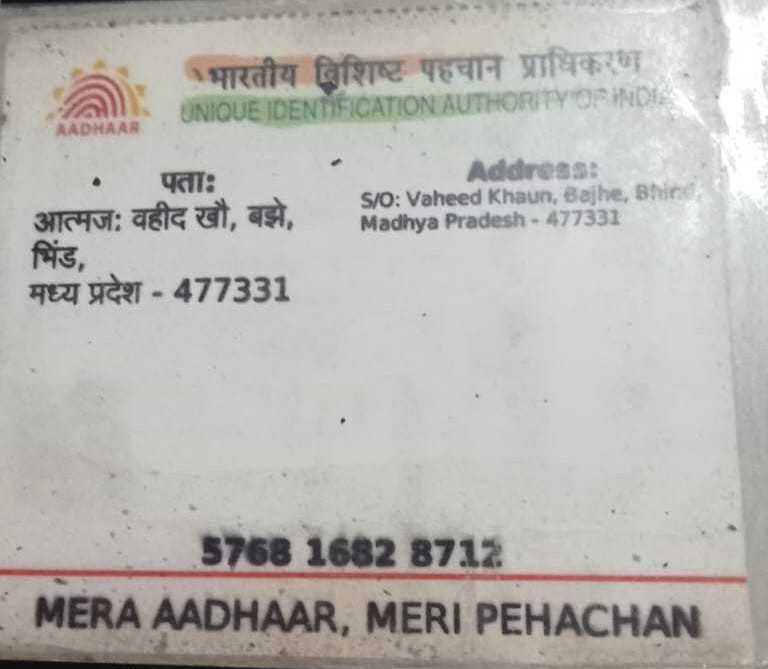 भारतीय विशिष्ट पहचान प्राधिकरण
UNIQUE IDENTIFICATION AUTHORITY OF INDIA
AADHAAR
पता:
आत्मज: वहीद खौ, बझे,
भिंड,
मध्य प्रदेश - 477331
Address:
S/O: Vaheed Khaun, Bajhe, Bhind,
Madhya Pradesh - 477331
5768 1682 8712
MERA AADHAAR, MERI PEHACHAN